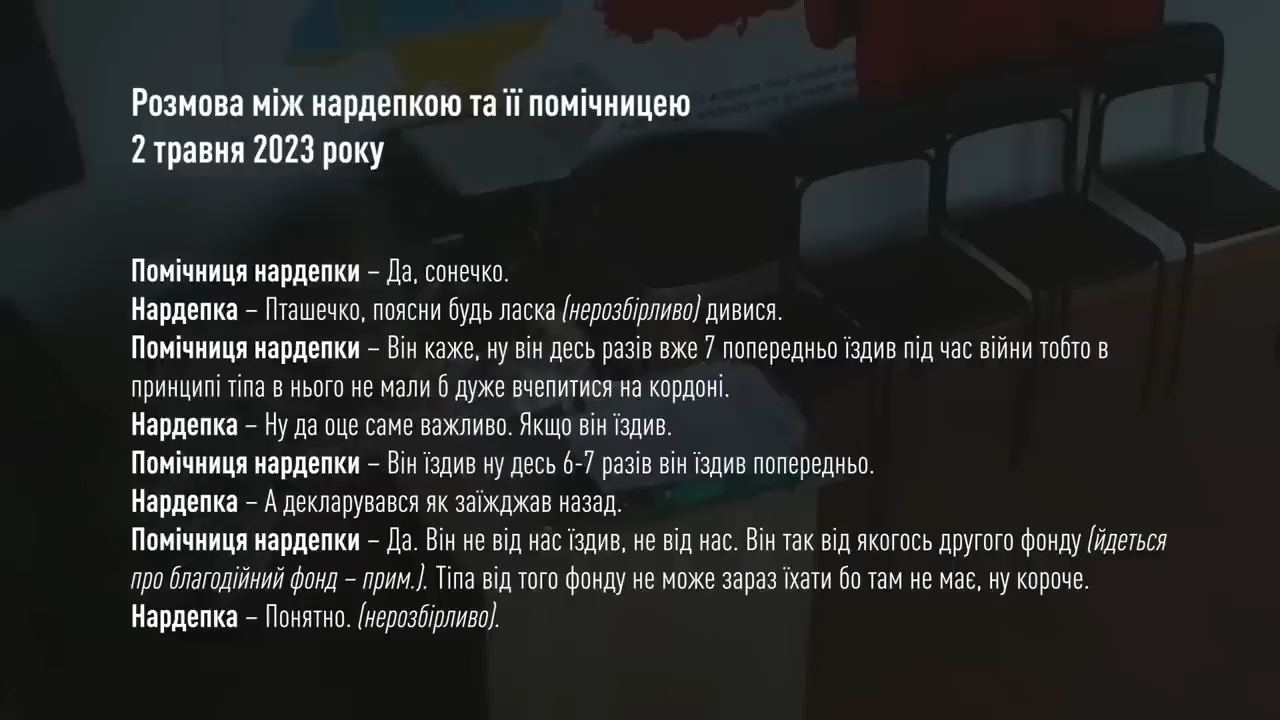 Розмова між нардепкою та її помічницею
2 травня 2023 року
Помічниця нардепки – Да, сонечко.
Нардепка – Пташечко, поясни будь ласка (нерозбірливо) дивися.
Помічниця нардепки – Він каже, ну він десь разів вже 7 попередньо їздив під час війни тобто в
принципі тіпа в нього не мали б дуже вчепитися на кордоні.
Нардепка – Ну да оце саме важливо. Якщо він їздив.
Помічниця нардепки – Він їздив ну десь 6-7 разів він їздив попередньо.
Нардепка – А декларувався як заїжджав назад.
Помічниця нардепки – Да. Він не від нас їздив, не від нас. Він так від якогось другого фонду (йдеться
про благодійний фонд – прим.). Тіпа від того фонду не може зараз їхати бо там не має, ну короче.
Нардепка – Понятно. (нерозбірливо).